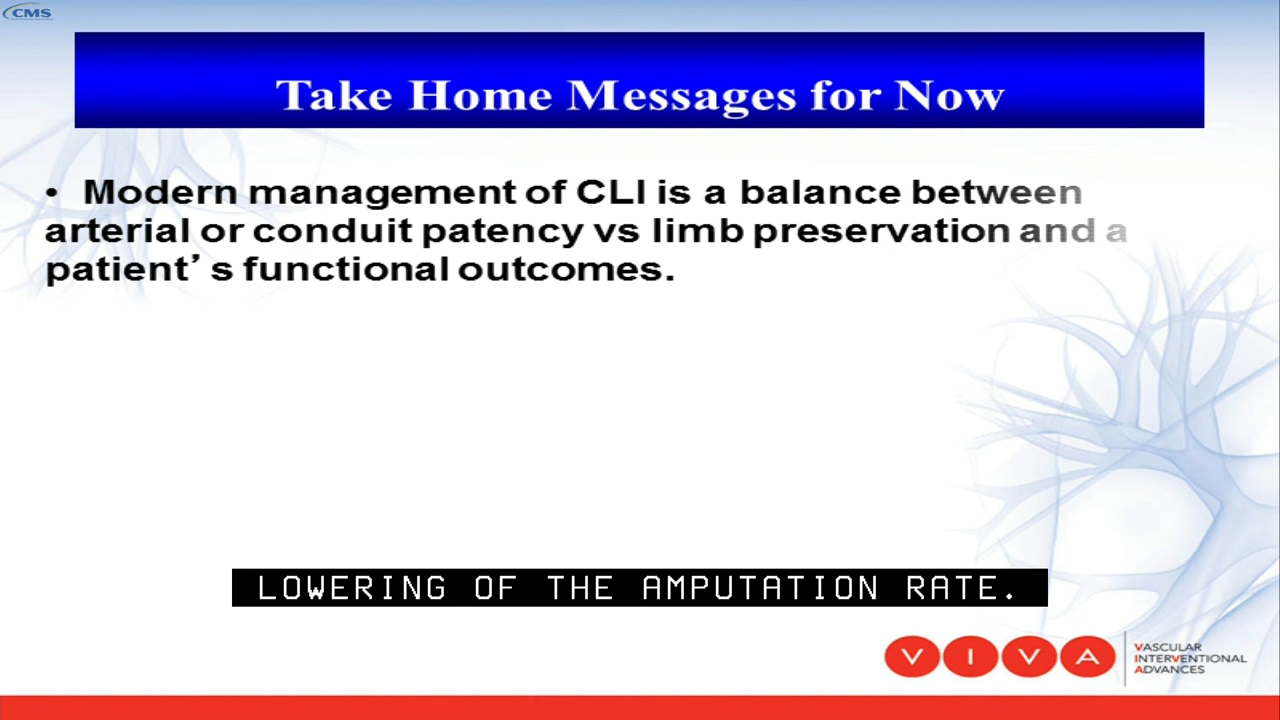 CMS
Take Home Messages for Now
• Modern management of CLI is a balance between
arterial or conduit patency vs limb preservation and a
patient’s functional outcomes.
LOWERING OF THE AMPUTATION RATE.
VIVA
VASCULAR
INTERVENTIONAL
ADVANCES